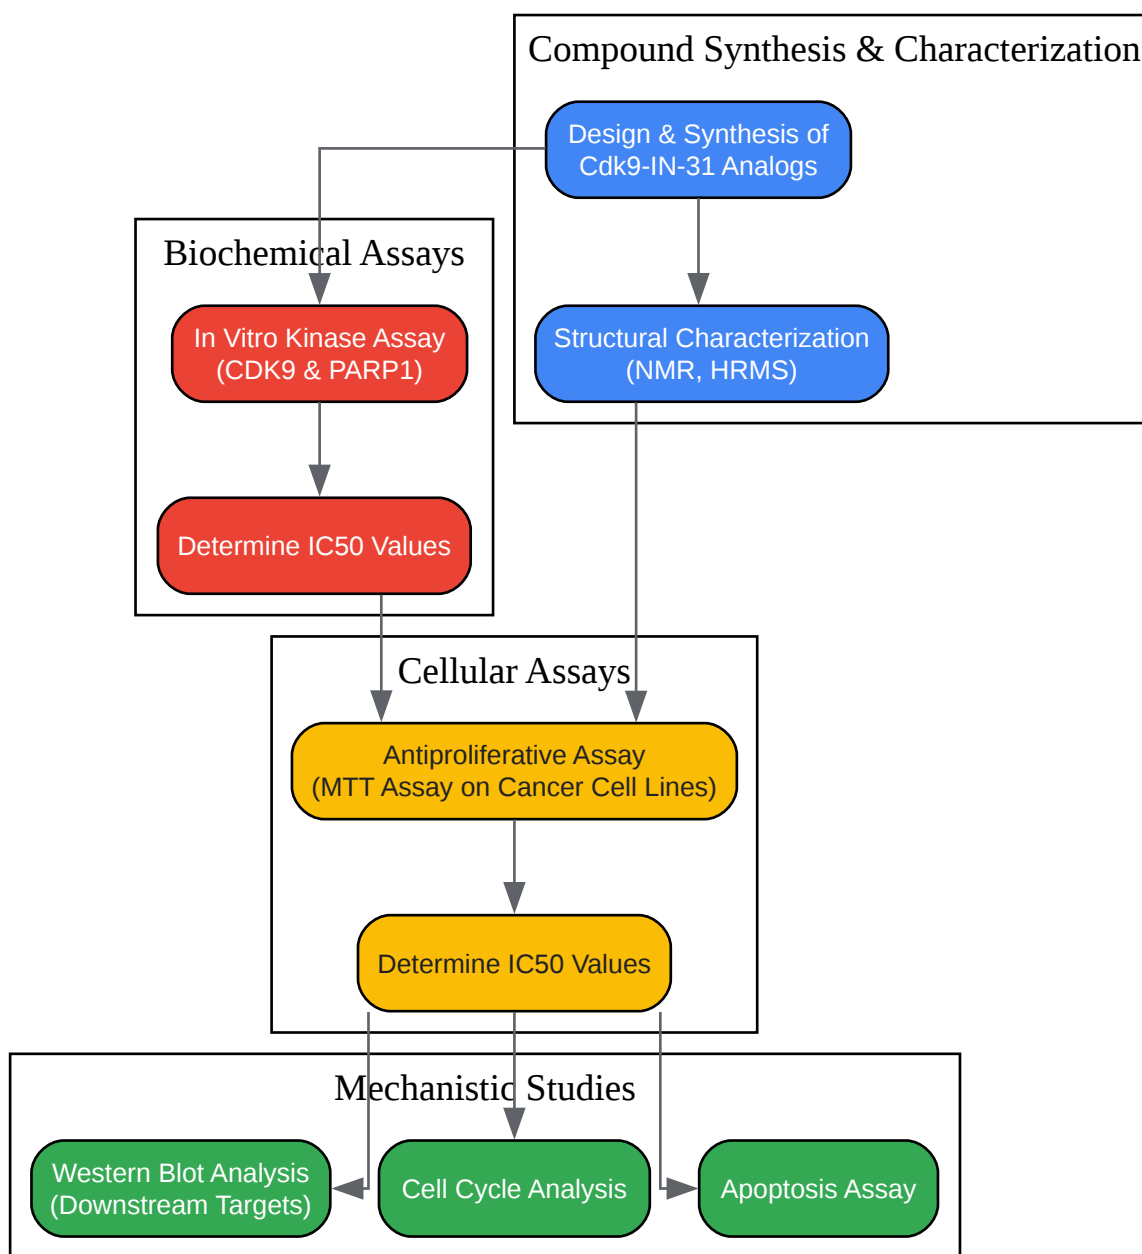 Compound Synthesis & Characterization
Design & Synthesis of
Cdk9-IN-31 Analogs
Biochemical Assays
In Vitro Kinase Assay
(CDK9 & PARP1)
Structural Characterization
(NMR, HRMS)
Determine IC50 Values
Cellular Assays
Antiproliferative Assay
(MTT Assay on Cancer Cell Lines)
Determine IC50 Values
Mechanistic Studies
Western Blot Analysis
(Downstream Targets)
Cell Cycle Analysis
Apoptosis Assay